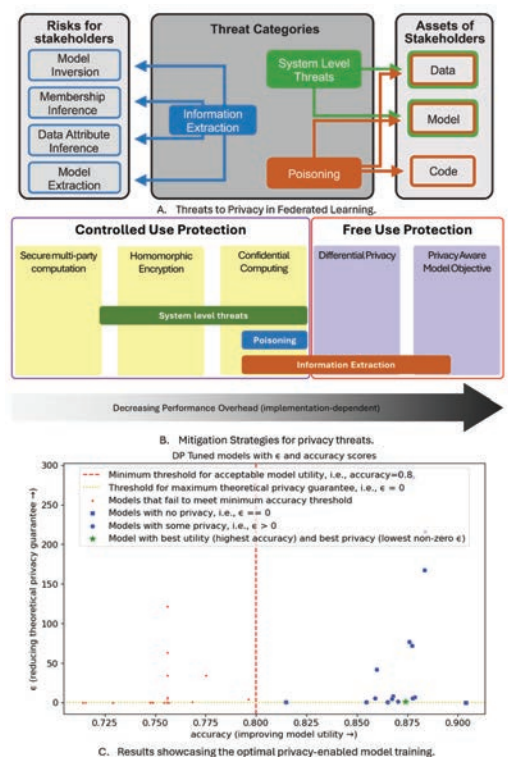 Risks for
stakeholders
Model
Inversion
Membership
Inference
Data Attribute
Inference
Model
Extraction
Threat Categories
Information
Extraction
System Level
Threats
Poisoning
Assets of
Stakeholders
Data
Model
Code
A. Threats to Privacy in Federated Learning.
Controlled Use Protection
Free Use Protection
Secure multi-party
computation
Homomorphic
Encryption
Confidential
Computing
Differential Privacy
Privacy Aware
Model Objective
System level threats
Poisoning
Information Extraction
Decreasing Performance Overhead (implementation-dependent)
B. Mitigation Strategies for privacy threats.
DP Tuned models with ϵ and accuracy scores
Minimum threshold for acceptable model utility, i.e., accuracy=0.8,
Threshold for maximum theoretical privacy guarantee, i.e., ϵ = 0
Models that fail to meet minimum accuracy threshold
Models with no privacy, i.e., ϵ == 0
Models with some privacy, i.e., ϵ > 0
Model with best utility (highest accuracy) and best privacy (lowest non-zero ϵ)
ϵ (reducing theoretical privacy guarantee →)
300
250
200
150
100
50
0
0.725 0.750 0.775 0.800 0.825 0.850 0.875 0.900
accuracy (improving model utility →)
C. Results showcasing the optimal privacy-enabled model training.